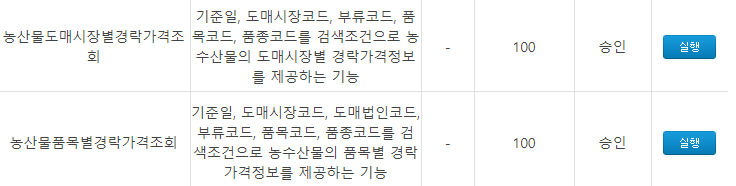 농산물도매시장별경락가격조
회
기준일, 도매시장코드, 부류코드, 품
목코드, 품종코드를 검색조건으로 농
수산물의 도매시장별 경락가격정보
를 제공하는 기능
-
100
승인
실행
농산물품목별경락가격조회
기준일, 도매시장코드, 도매법인코드,
부류코드, 품목코드, 품종코드를 검
색조건으로 농수산물의 품목별 경락
가격정보를 제공하는 기능
-
100
승인
실행